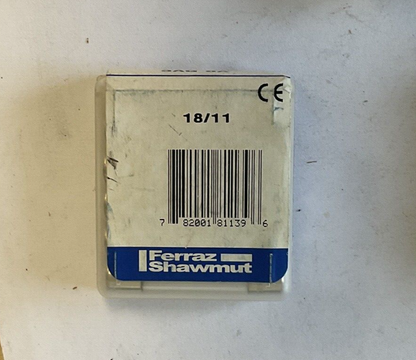 CE
18/11
7 82001 81139 6
Ferraz
Shawmut